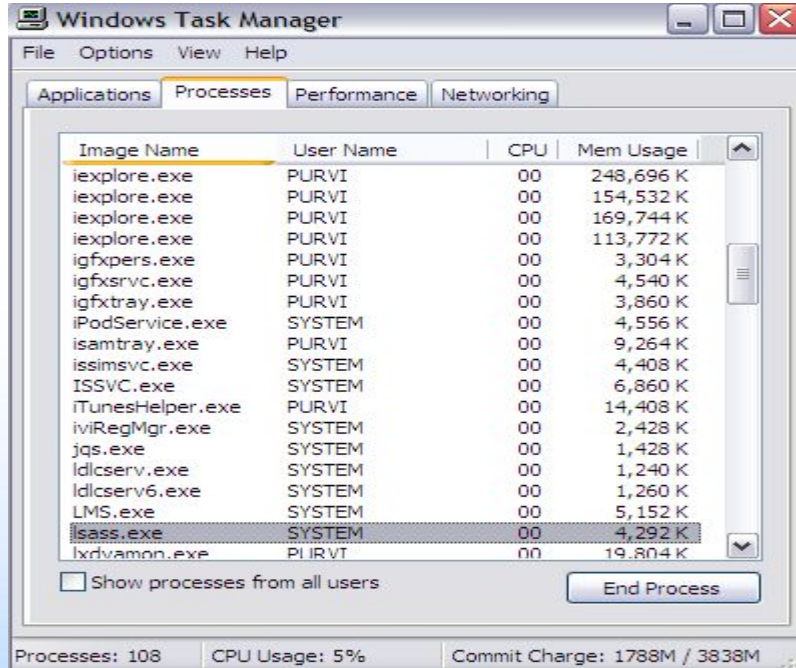 Windows Task Manager
File Options View Help
Applications Processes Performance Networking
Image Name User Name CPU Mem Usage
iexplore.exe PURVI 00 248,696 K
iexplore.exe PURVI 00 154,532 K
iexplore.exe PURVI 00 169,744 K
iexplore.exe PURVI 00 113,772 K
igfxpers.exe PURVI 00 3,304 K
igfxsrvc.exe PURVI 00 4,540 K
igfxtray.exe PURVI 00 3,860 K
iPodService.exe SYSTEM 00 4,556 K
isamtray.exe PURVI 00 9,264 K
issimsvc.exe SYSTEM 00 4,408 K
ISSVC.exe SYSTEM 00 6,860 K
iTunesHelper.exe PURVI 00 14,408 K
iviRegMgr.exe SYSTEM 00 2,428 K
jqs.exe SYSTEM 00 1,428 K
ldlcserv.exe SYSTEM 00 1,240 K
ldlcserv6.exe SYSTEM 00 1,260 K
LMS.exe SYSTEM 00 5,152 K
lsass.exe SYSTEM 00 4,292 K
lxdvamon.exe PURVI 00 19,804 K
Show processes from all users End Process
Processes: 108 CPU Usage: 5% Commit Charge: 1788M / 3838M